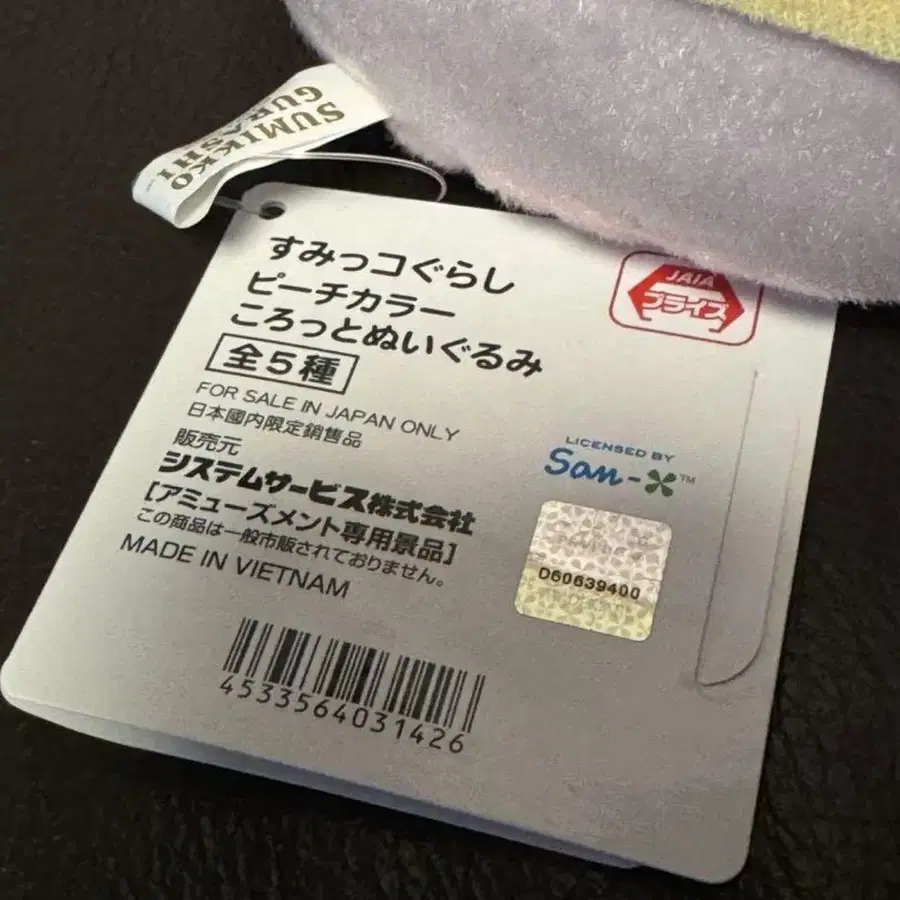 SUMIKKO
GURASHI
すみっコぐらし
ピーチカラー
ころっとぬいぐるみ
全5種
JAIA
プライズ
FOR SALE IN JAPAN ONLY
日本國内限定銷售品
販売元
システムサービス株式会社
[アミューズメント専用景品]
この商品は一般市販されておりません。
MADE IN VIETNAM
LICENSED BY
San-X™
D60639400
4533564031426